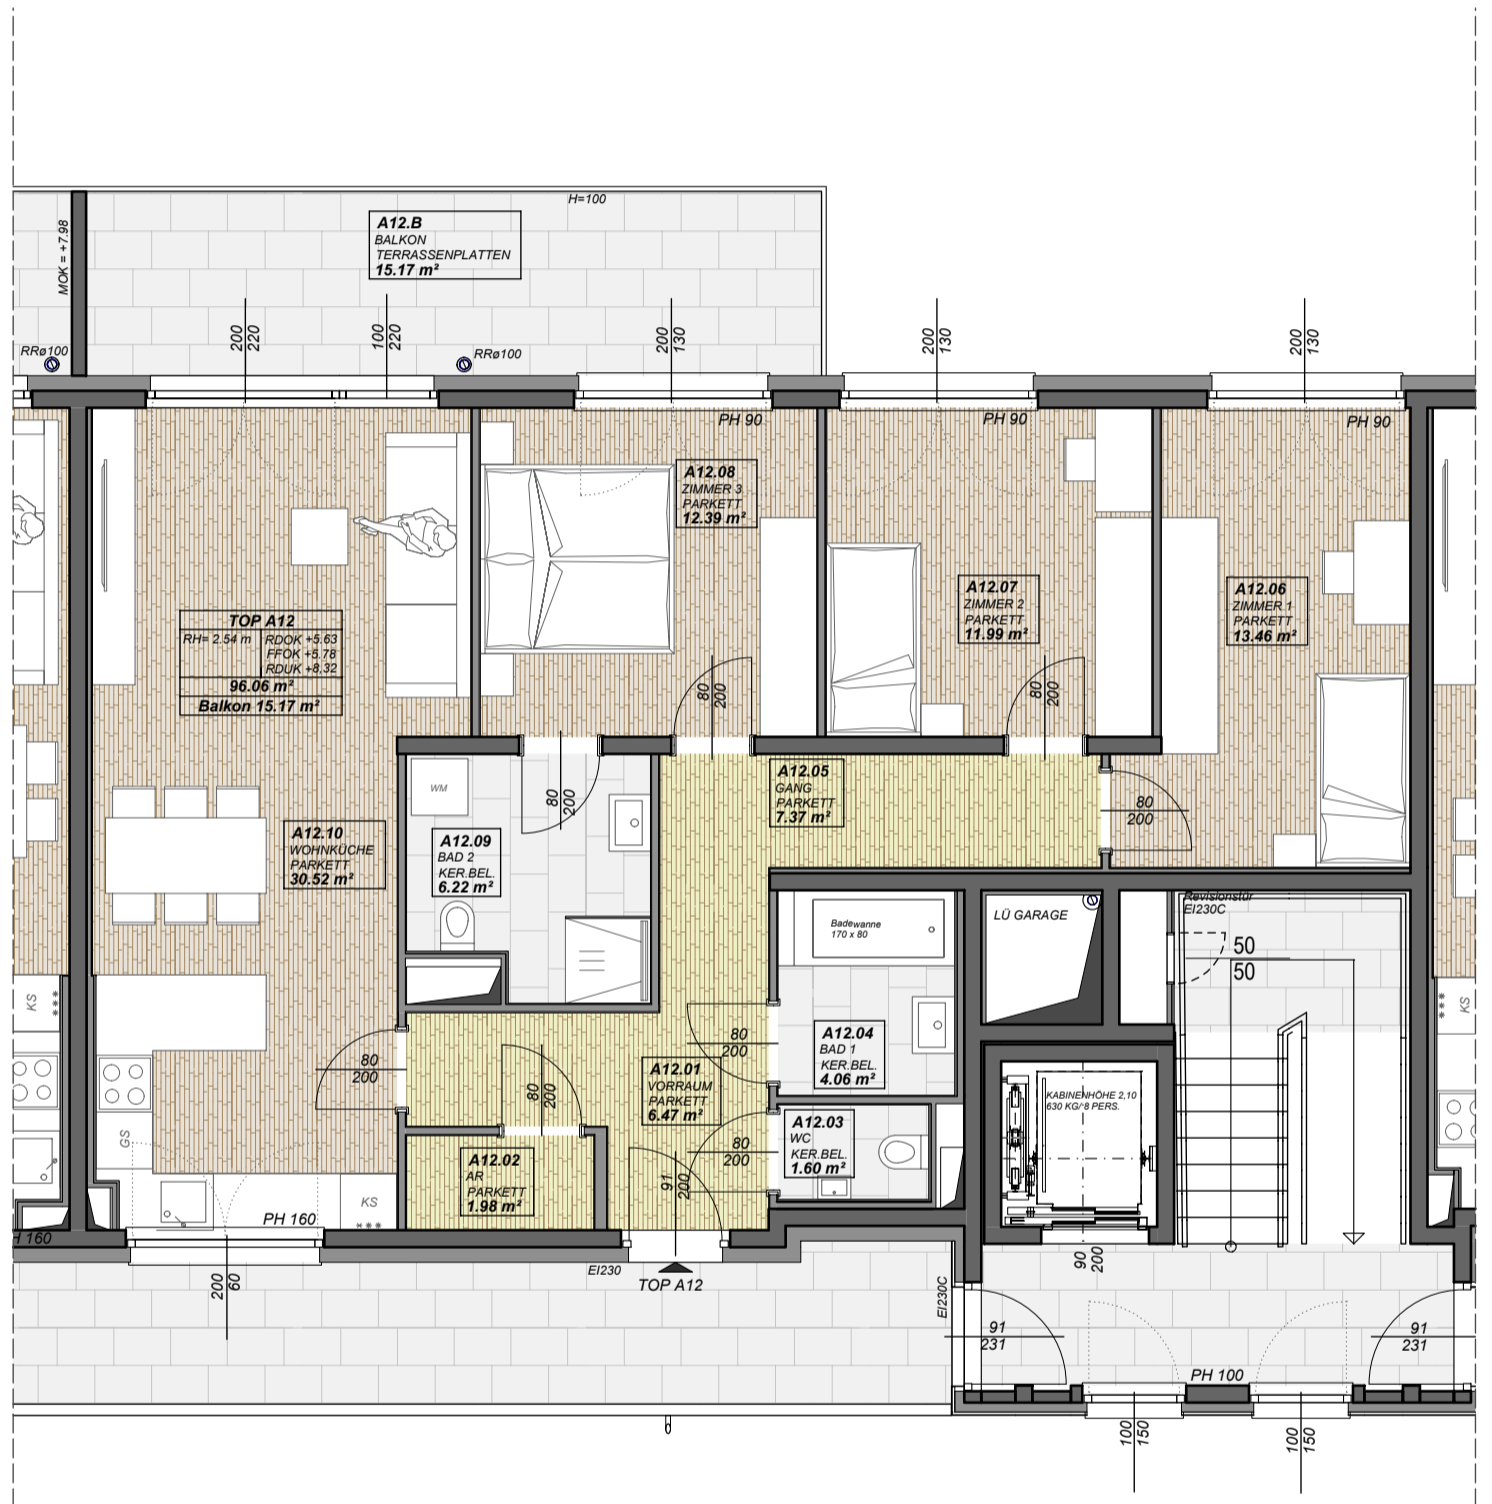 H=100
A12.B
BALKON
TERRASSENPLATTEN
15.17 m²
MOK = +7.98
RRø100
200
220
100
220
RRø100
200
130
200
130
200
130
PH 90
PH 90
PH 90
A12.08
ZIMMER 3
PARKETT
12.39 m²
A12.07
ZIMMER 2
PARKETT
11.99 m²
A12.06
ZIMMER 1
PARKETT
13.46 m²
TOP A12
RH= 2.54 m
RDOK +5.63
FFOK +5.78
RDUK +8.32
96.06 m²
Balkon 15.17 m²
80
200
80
200
WM
80
200
A12.05
GANG
PARKETT
7.37 m²
80
200
A12.10
WOHNKÜCHE
PARKETT
30.52 m²
A12.09
BAD 2
KER.BEL.
6.22 m²
Badewanne
170 x 80
LÜ GARAGE
Revisionstür
EI230C
50
50
KS
KS
80
200
A12.04
BAD 1
KER.BEL.
4.06 m²
80
200
80
200
A12.01
VORRAUM
PARKETT
6.47 m²
KABINENHÖHE 2,10
630 KG/ 8 PERS.
GS
A12.03
WC
KER.BEL.
1.60 m²
80
200
A12.02
AR
PARKETT
1.98 m²
91
200
KS
PH 160
H 160
200
60
EI230
TOP A12
EI230C
90
200
91
231
91
231
PH 100
100
150
100
150